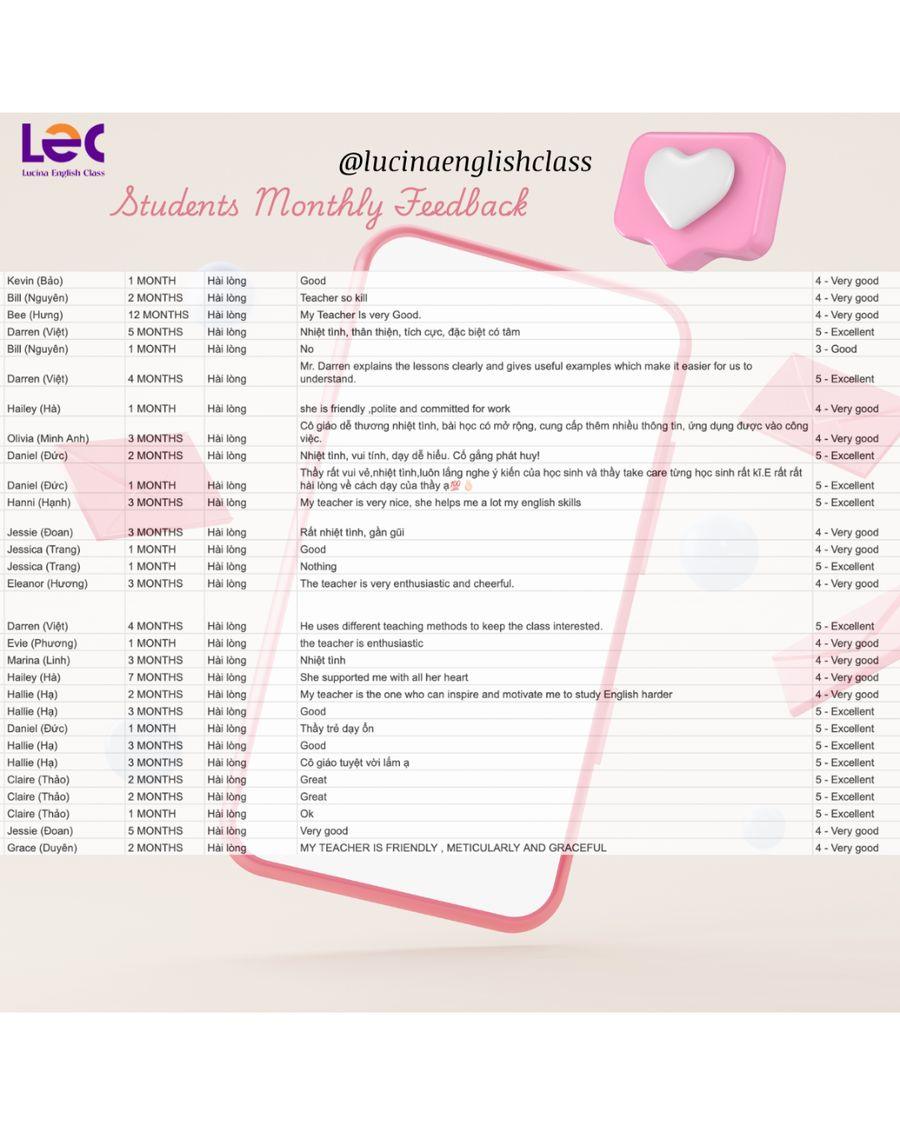 LEC
Lucina English Class
@lucinaenglishclass
Students Monthly Feedback
Kevin (Bảo) 1 MONTH Hài lòng Good 4 - Very good
Bill (Nguyên) 2 MONTHS Hài lòng Teacher so kill 4 - Very good
Bee (Hưng) 12 MONTHS Hài lòng My Teacher Is very Good. 4 - Very good
Darren (Việt) 5 MONTHS Hài lòng Nhiệt tình, thân thiện, tích cực, đặc biệt có tâm 5 - Excellent
Bill (Nguyên) 1 MONTH Hài lòng No 3 - Good
Mr. Darren explains the lessons clearly and gives useful examples which make it easier for us to
Darren (Việt) 4 MONTHS Hài lòng understand. 5 - Excellent
Hailey (Hà) 1 MONTH Hài lòng she is friendly ,polite and committed for work 4 - Very good
Cô giáo dễ thương nhiệt tình, bài học có mở rộng, cung cấp thêm nhiều thông tin, ứng dụng được vào công
Olivia (Minh Anh) 3 MONTHS Hài lòng việc. 4 - Very good
Daniel (Đức) 2 MONTHS Hài lòng Nhiệt tình, vui tính, dạy dễ hiểu. Cố gắng phát huy! 5 - Excellent
Thầy rất vui vẻ,nhiệt tình,luôn lắng nghe ý kiến của học sinh và thầy take care từng học sinh rất kĩ.E rất rất
Daniel (Đức) 1 MONTH Hài lòng hài lòng về cách dạy của thầy ạ💯👌🏻 5 - Excellent
Hanni (Hạnh) 3 MONTHS Hài lòng My teacher is very nice, she helps me a lot my english skills 5 - Excellent
Jessie (Đoan) 3 MONTHS Hài lòng Rất nhiệt tình, gần gũi 4 - Very good
Jessica (Trang) 1 MONTH Hài lòng Good 4 - Very good
Jessica (Trang) 1 MONTH Hài lòng Nothing 5 - Excellent
Eleanor (Hương) 3 MONTHS Hài lòng The teacher is very enthusiastic and cheerful. 4 - Very good
Darren (Việt) 4 MONTHS Hài lòng He uses different teaching methods to keep the class interested. 5 - Excellent
Evie (Phương) 1 MONTH Hài lòng the teacher is enthusiastic 4 - Very good
Marina (Linh) 3 MONTHS Hài lòng Nhiệt tình 4 - Very good
Hailey (Hà) 7 MONTHS Hài lòng She supported me with all her heart 4 - Very good
Hallie (Hạ) 2 MONTHS Hài lòng My teacher is the one who can inspire and motivate me to study English harder 4 - Very good
Hallie (Hạ) 3 MONTHS Hài lòng Good 5 - Excellent
Daniel (Đức) 1 MONTH Hài lòng Thầy trẻ dạy ổn 5 - Excellent
Hallie (Hạ) 3 MONTHS Hài lòng Good 5 - Excellent
Hallie (Hạ) 3 MONTHS Hài lòng Cô giáo tuyệt vời lắm ạ 5 - Excellent
Claire (Thảo) 2 MONTHS Hài lòng Great 5 - Excellent
Claire (Thảo) 2 MONTHS Hài lòng Great 5 - Excellent
Claire (Thảo) 1 MONTH Hài lòng Ok 5 - Excellent
Jessie (Đoan) 5 MONTHS Hài lòng Very good 4 - Very good
Grace (Duyên) 2 MONTHS Hài lòng MY TEACHER IS FRIENDLY , METICULARLY AND GRACEFUL 4 - Very good